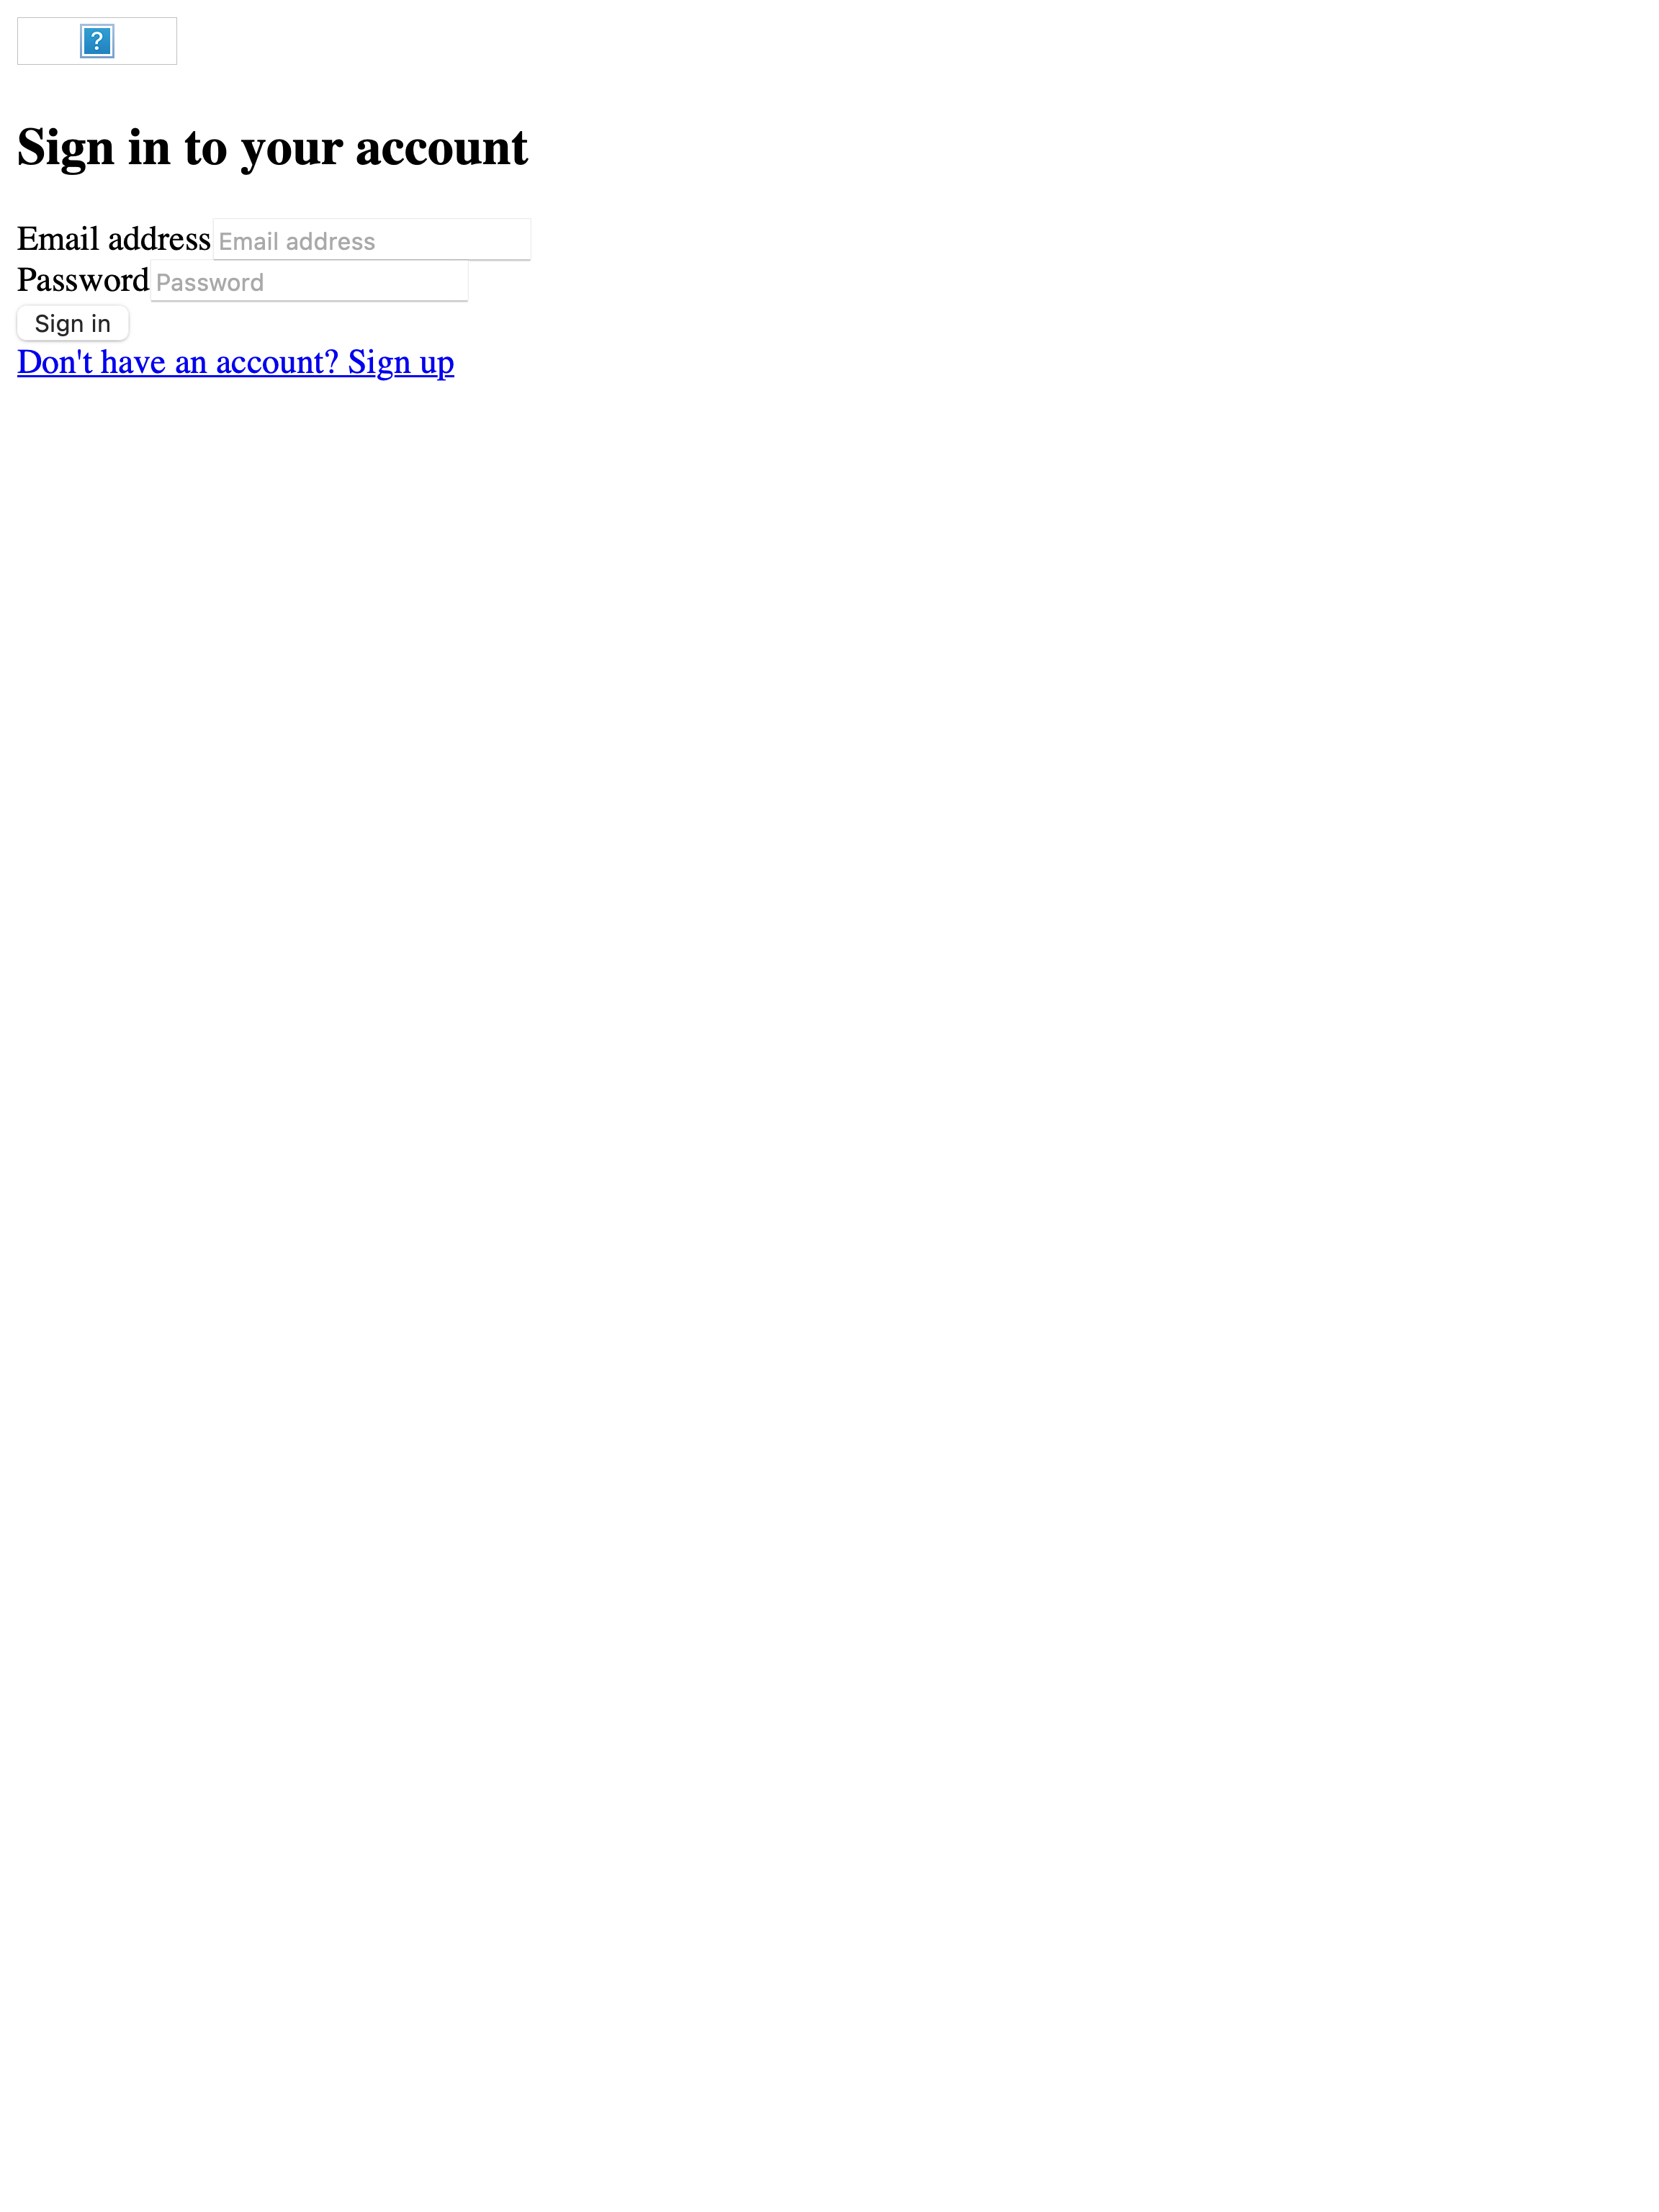 ?
Sign in to your account
Email address Email address
Password Password
Sign in
Don't have an account? Sign up